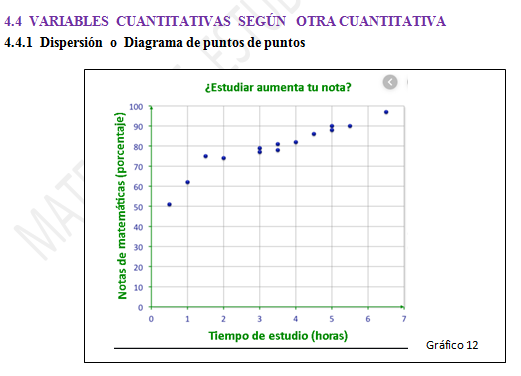 4.4 VARIABLES CUANTITATIVAS SEGÚN OTRA CUANTITATIVA
4.4.1 Dispersión o Diagrama de puntos de puntos
¿Estudiar aumenta tu nota?
Notas de matemáticas (porcentaje)
100
90
80
70
60
50
40
30
20
10
0
0 1 2 3 4 5 6 7
Tiempo de estudio (horas)
Gráfico 12